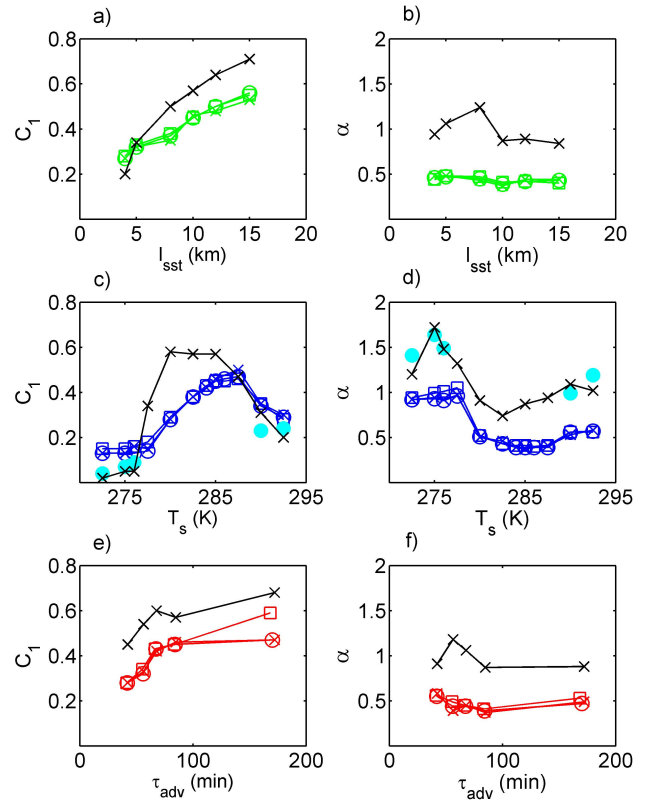 a)
0.8
0.6
0.4
0.2
C1
0 5 10 15 20
lsst (km)
b)
2
1.5
1
0.5
α
0 5 10 15 20
lsst (km)
c)
0.8
0.6
0.4
0.2
C1
275 285 295
Ts (K)
d)
2
1.5
1
0.5
α
275 285 295
Ts (K)
e)
0.8
0.6
0.4
0.2
C1
0 100 200
τadv (min)
f)
2
1.5
1
0.5
α
0 100 200
τadv (min)